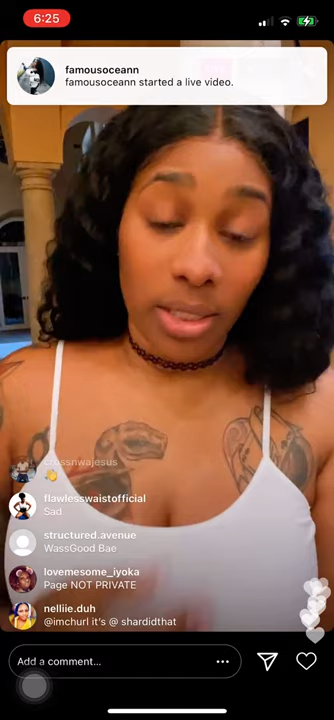 6:25
famousoceann
famousoceann started a live video.
crossnwajesus
👋
flawlesswaistofficial
Sad
structured.avenue
WassGood Bae
lovemesome_iyoka
Page NOT PRIVATE
nelliie.duh
@imchurl it's @ shardidthat
Add a comment...